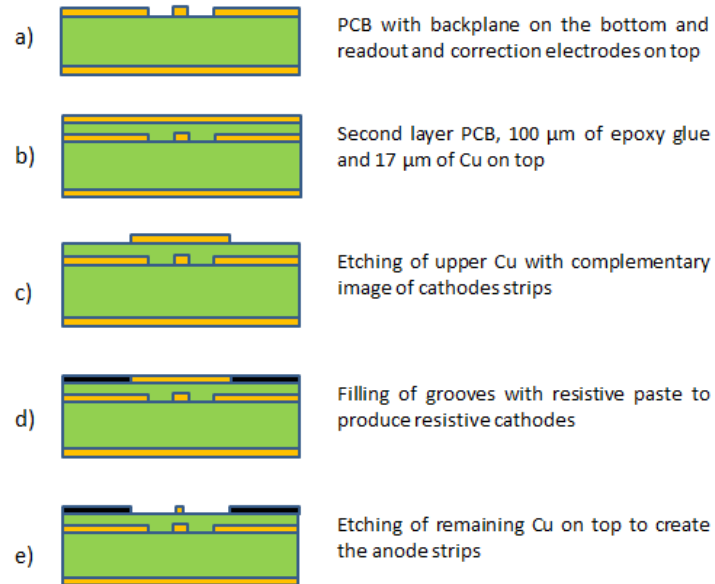 a)
PCB with backplane on the bottom and
readout and correction electrodes on top
b)
Second layer PCB, 100 µm of epoxy glue
and 17 µm of Cu on top
c)
Etching of upper Cu with complementary
image of cathodes strips
d)
Filling of grooves with resistive paste to
produce resistive cathodes
e)
Etching of remaining Cu on top to create
the anode strips